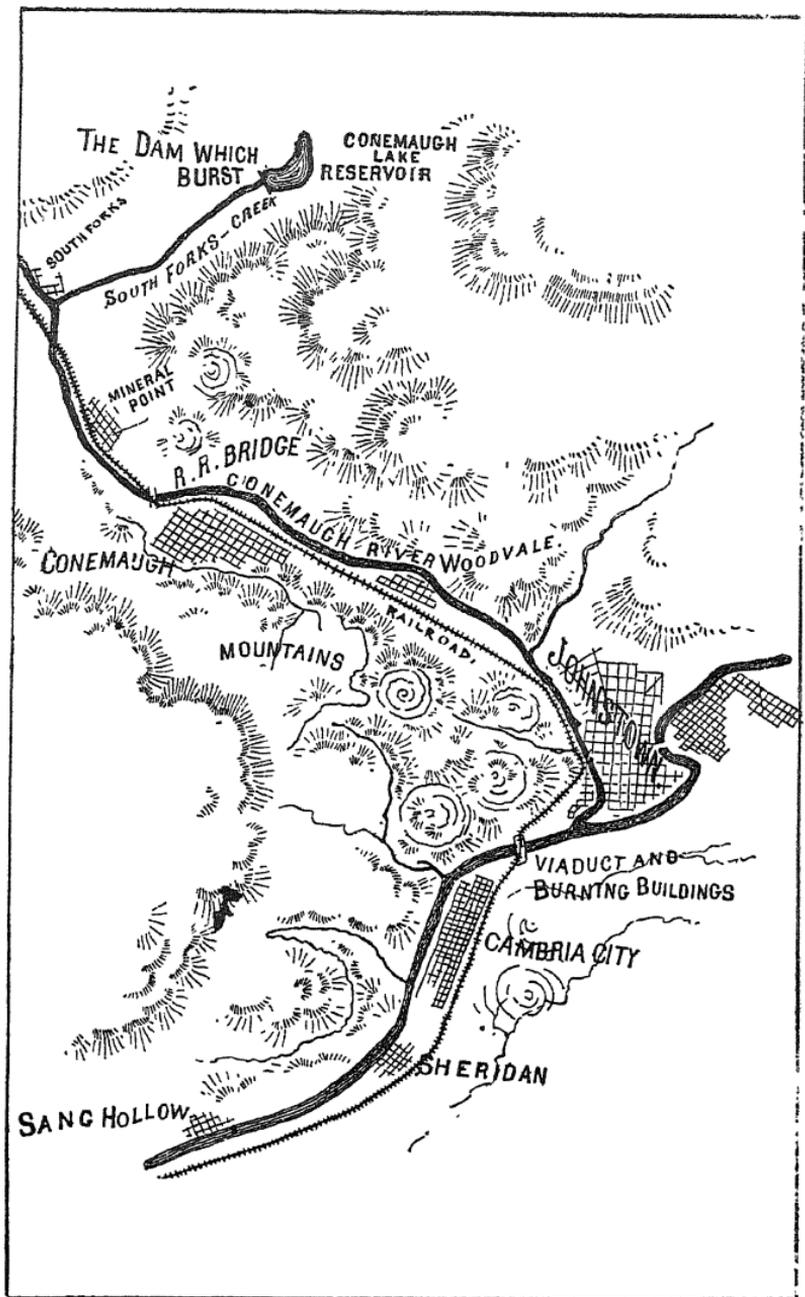 THE DAM WHICH
BURST
CONEMAUGH
LAKE
RESERVOIR
SOUTH FORKS
SOUTH FORKS-CREEK
MINERAL
POINT
R.R. BRIDGE
CONEMAUGH RIVER
WOODVALE.
CONEMAUGH
RAILROAD.
MOUNTAINS
JOHNSTOWN
VIADUCT AND
BURNTNG BUILDINGS
CAMBRIA CITY
SHERIDAN
SANG HOLLOW